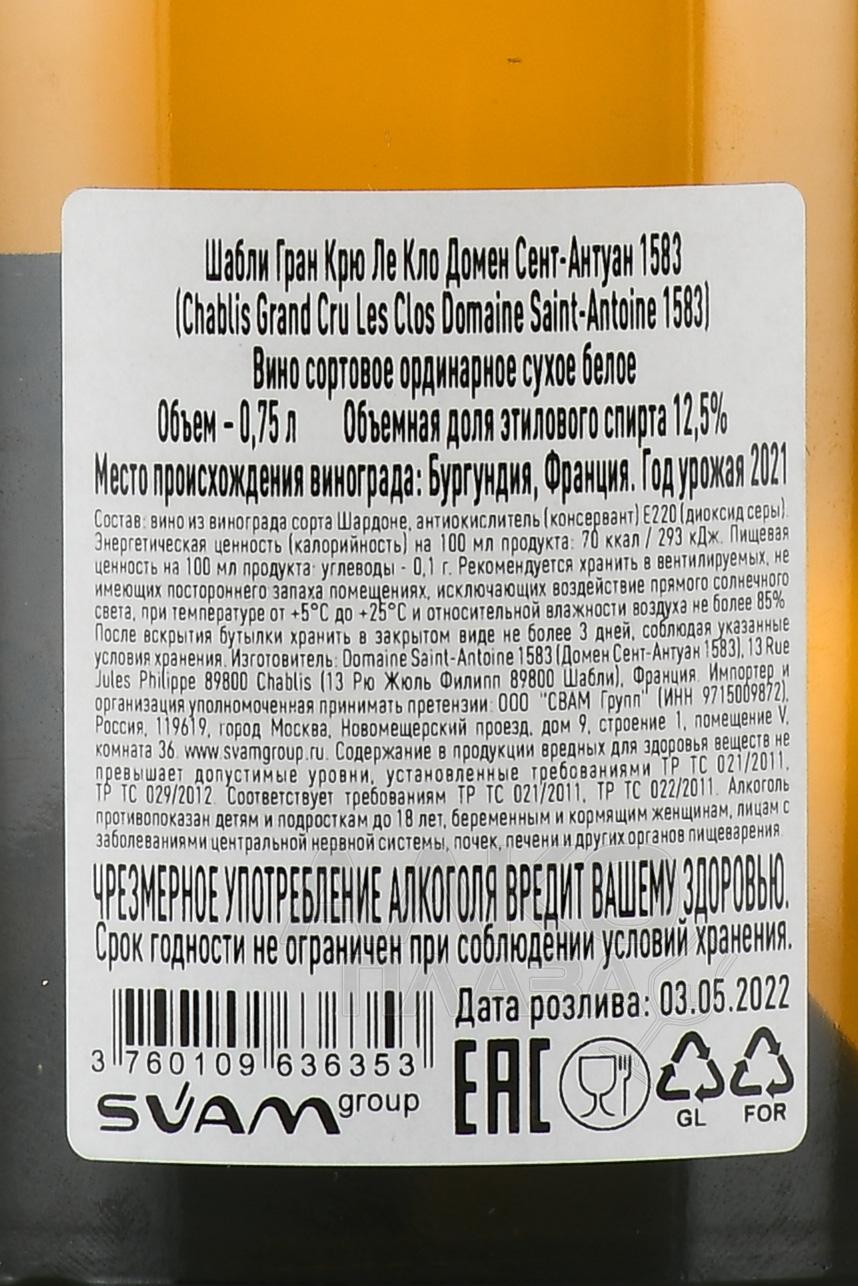 Шабли Гран Крю Ле Кло Домен Сент-Антуан 1583
(Chablis Grand Cru Les Clos Domaine Saint-Antoine 1583)
Вино сортовое ординарное сухое белое
Объем - 0,75 л Объемная доля этилового спирта 12,5%
Место происхождения винограда: Бургундия, Франция. Год урожая 2021
Состав: вино из винограда сорта Шардоне, антиокислитель (консервант) Е220 (диоксид серы).
Энергетическая ценность (калорийность) на 100 мл продукта: 70 ккал / 293 кДж. Пищевая
ценность на 100 мл продукта: углеводы - 0,1 г. Рекомендуется хранить в вентилируемых, не
имеющих постороннего запаха помещениях, исключающих воздействие прямого солнечного
света, при температуре от +5°С до +25°С и относительной влажности воздуха не более 85%
После вскрытия бутылки хранить в закрытом виде не более 3 дней, соблюдая указанные
условия хранения. Изготовитель: Domaine Saint-Antoine 1583 (Домен Сент-Антуан 1583), 13 Rue
Jules Philippe 89800 Chablis (13 Рю Жюль Филипп 89800 Шабли), Франция. Импортер и
организация уполномоченная принимать претензии: ООО "СВАМ Групп" (ИНН 9715009872),
Россия, 119619, город Москва, Новомещерский проезд, дом 9, строение 1, помещение V,
комната 36. www.svamgroup.ru. Содержание в продукции вредных для здоровья веществ не
превышает допустимые уровни, установленные требованиями ТР ТС 021/2011,
ТР ТС 029/2012. Соответствует требованиям ТР ТС 021/2011, ТР ТС 022/2011. Алкоголь
противопоказан детям и подросткам до 18 лет, беременным и кормящим женщинам, лицам с
заболеваниями центральной нервной системы, почек, печени и других органов пищеварения.
ЧРЕЗМЕРНОЕ УПОТРЕБЛЕНИЕ АЛКОГОЛЯ ВРЕДИТ ВАШЕМУ ЗДОРОВЬЮ.
Срок годности не ограничен при соблюдении условий хранения.
Дата розлива: 03.05.2022
3 760109 636353
SVAM group
EAC
GL FOR